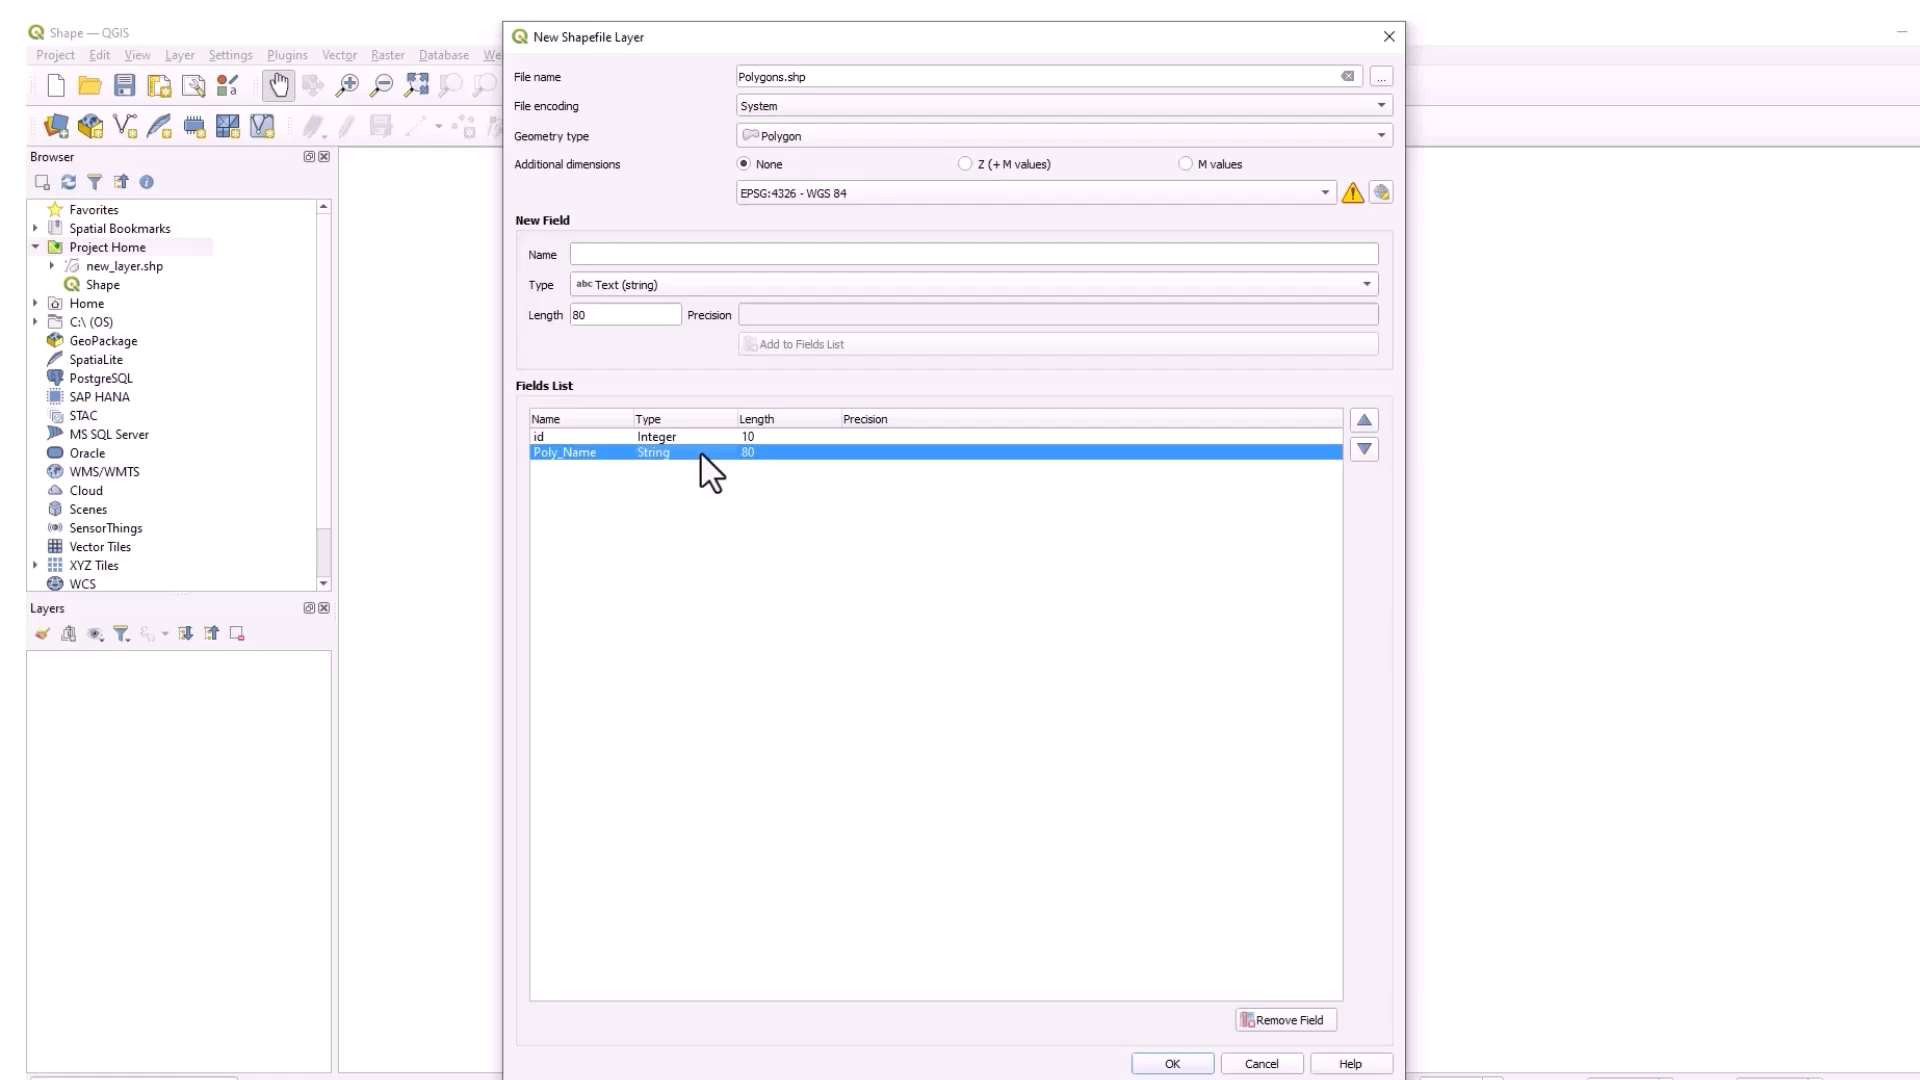 Shape — QGIS
Project Edit View Layer Settings Plugins Vector Raster Database We
Browser
Favorites
Spatial Bookmarks
Project Home
new_layer.shp
Shape
Home
C:\ (OS)
GeoPackage
SpatiaLite
PostgreSQL
SAP HANA
STAC
MS SQL Server
Oracle
WMS/WMTS
Cloud
Scenes
SensorThings
Vector Tiles
XYZ Tiles
WCS
Layers
New Shapefile Layer
File name Polygons.shp ...
File encoding System
Geometry type Polygon
Additional dimensions None Z (+ M values) M values
EPSG:4326 - WGS 84
New Field
Name
Type abc Text (string)
Length 80 Precision
Add to Fields List
Fields List
Name Type Length Precision
id Integer 10
Poly_Name String 80
Remove Field
OK Cancel Help